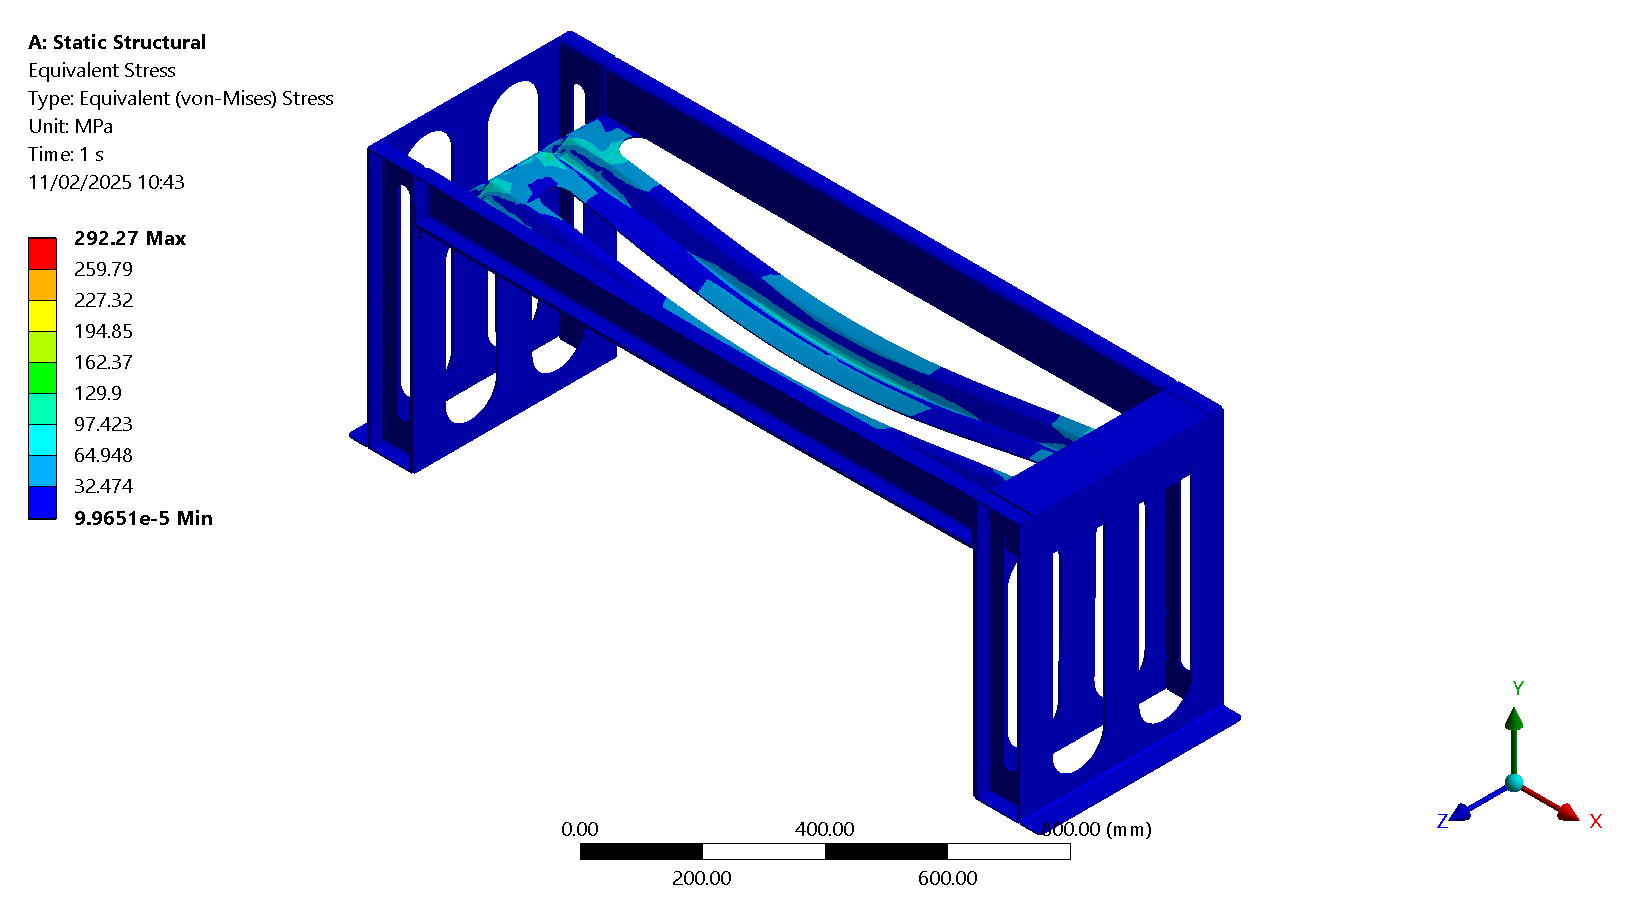 A: Static Structural
Equivalent Stress
Type: Equivalent (von-Mises) Stress
Unit: MPa
Time: 1 s
11/02/2025 10:43
292.27 Max
259.79
227.32
194.85
162.37
129.9
97.423
64.948
32.474
9.9651e-5 Min
0.00 400.00 800.00 (mm)
200.00 600.00
Y
Z X